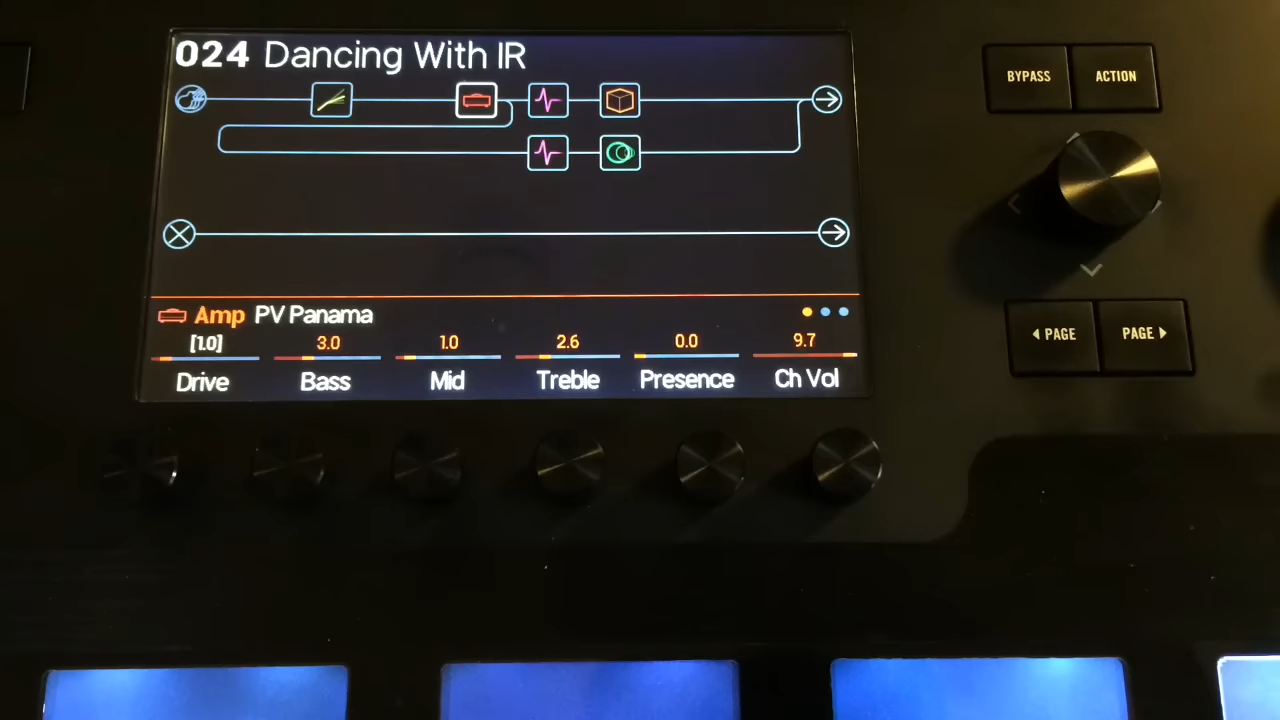 024 Dancing With IR
BYPASS ACTION
Amp PV Panama
[1.0] 3.0 1.0 2.6 0.0 9.7
Drive Bass Mid Treble Presence Ch Vol
PAGE PAGE